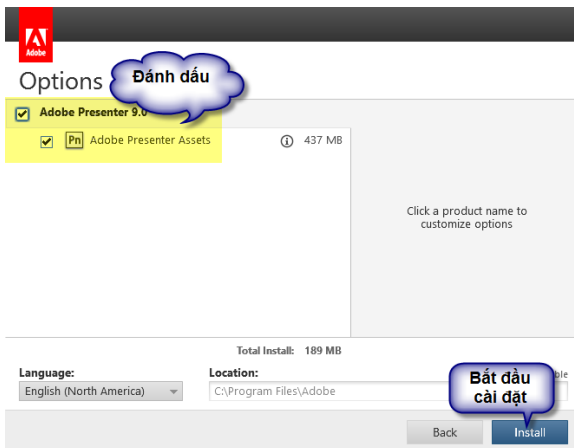 Adobe
Options
Đánh dấu
Adobe Presenter 9.0
Pn Adobe Presenter Assets 437 MB
Click a product name to
customize options
Total Install: 189 MB
Language:
Location:
English (North America)
C:\Program Files\Adobe
Bắt đầu
cài đặt
Back
Install